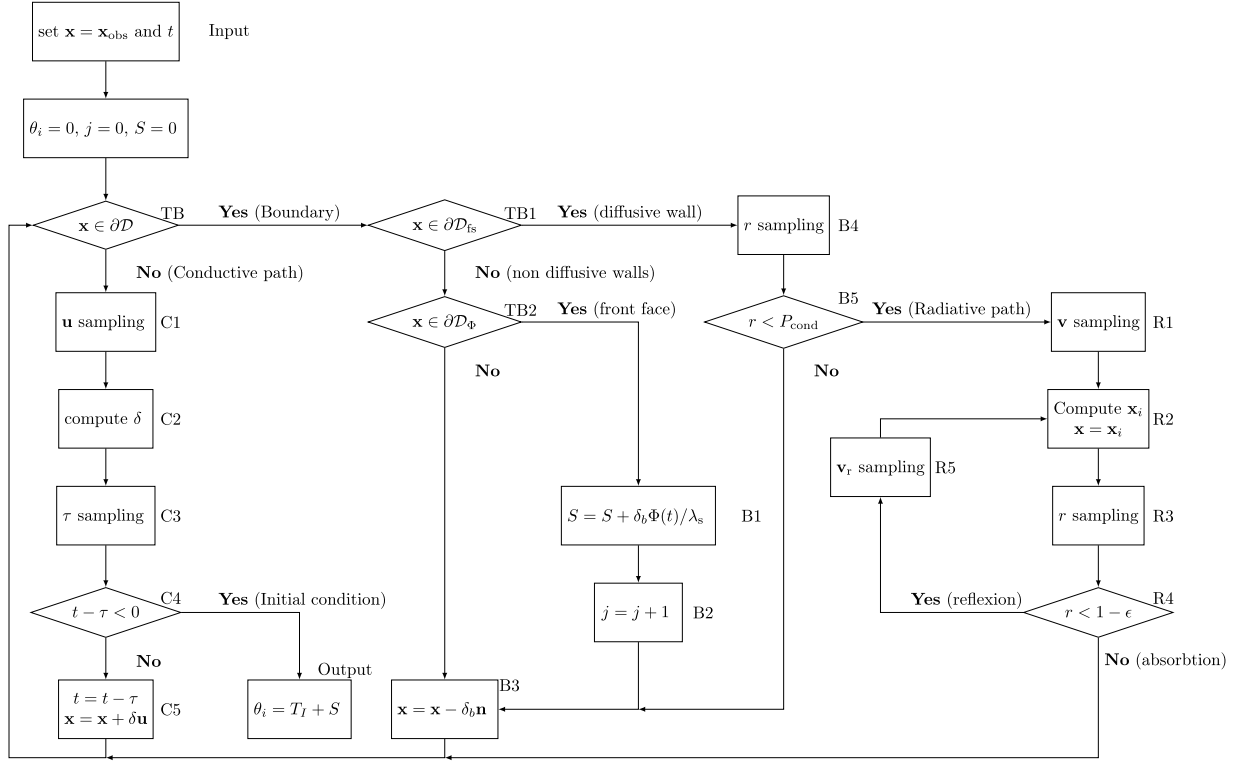 set x = x_obs and t
Input
θ_i = 0, j = 0, S = 0
x ∈ ∂𝒟
TB
Yes (Boundary)
x ∈ ∂𝒟_fs
TB1
Yes (diffusive wall)
r sampling
B4
No (Conductive path)
No (non diffusive walls)
u sampling
C1
x ∈ ∂𝒟_Φ
TB2
Yes (front face)
r < P_cond
B5
Yes (Radiative path)
v sampling
R1
No
No
compute δ
C2
Compute x_i
x = x_i
R2
v_r sampling
R5
τ sampling
C3
S = S + δ_bΦ(t)/λ_s
B1
r sampling
R3
t − τ < 0
C4
Yes (Initial condition)
j = j + 1
B2
Yes (reflexion)
r < 1 − ϵ
R4
No
No (absorbtion)
t = t − τ
x = x + δu
C5
Output
θ_i = T_I + S
x = x − δ_bn
B3